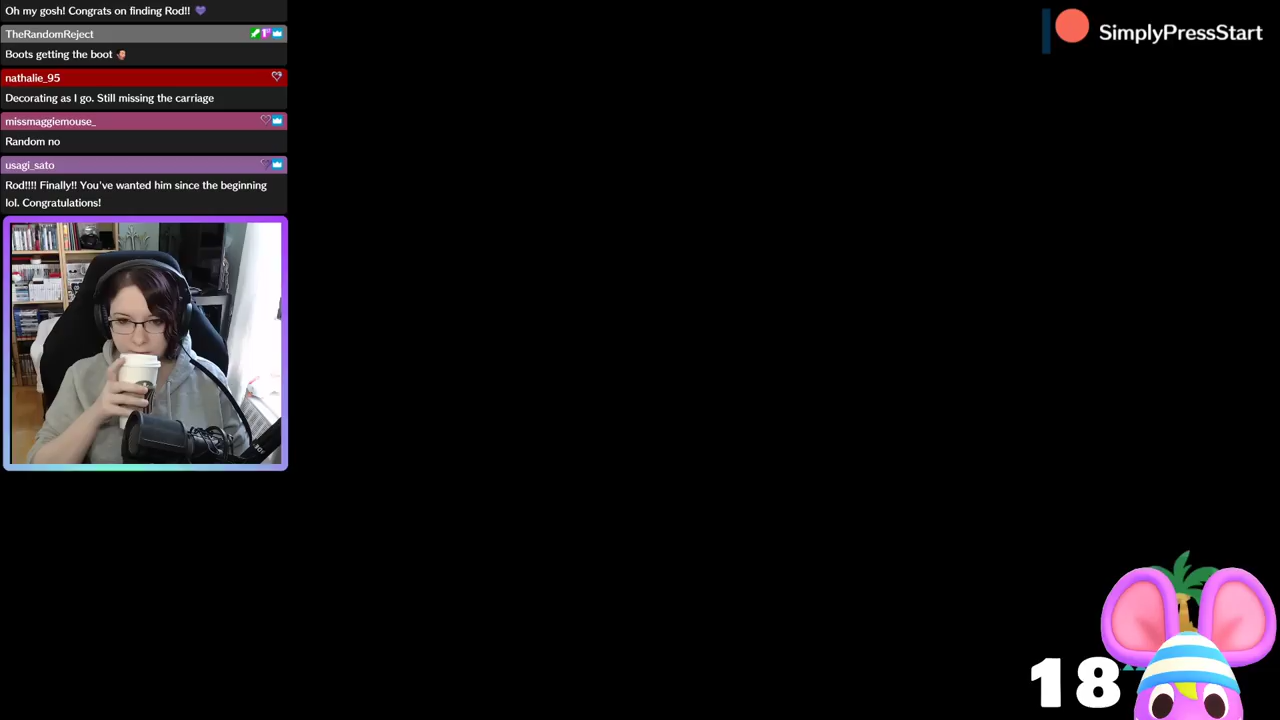 Oh my gosh! Congrats on finding Rod!! 💜
TheRandomReject
Boots getting the boot
nathalie_95
Decorating as I go. Still missing the carriage
missmaggiemouse_
Random no
usagi_sato
Rod!!!! Finally!! You've wanted him since the beginning
lol. Congratulations!
SimplyPressStart
18